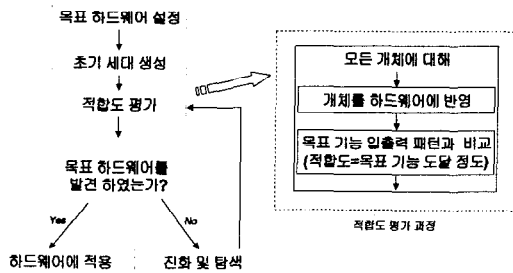 목표 하드웨어 설정
초기 세대 생성
적합도 평가
목표 하드웨어를
발견 하였는가?
Yes
No
하드웨어에 적용
진화 및 탐색
모든 개체에 대해
개체를 하드웨어에 반영
목표 기능 입출력 패턴과 비교
(적합도=목표 기능 도달 정도)
적합도 평가 과정